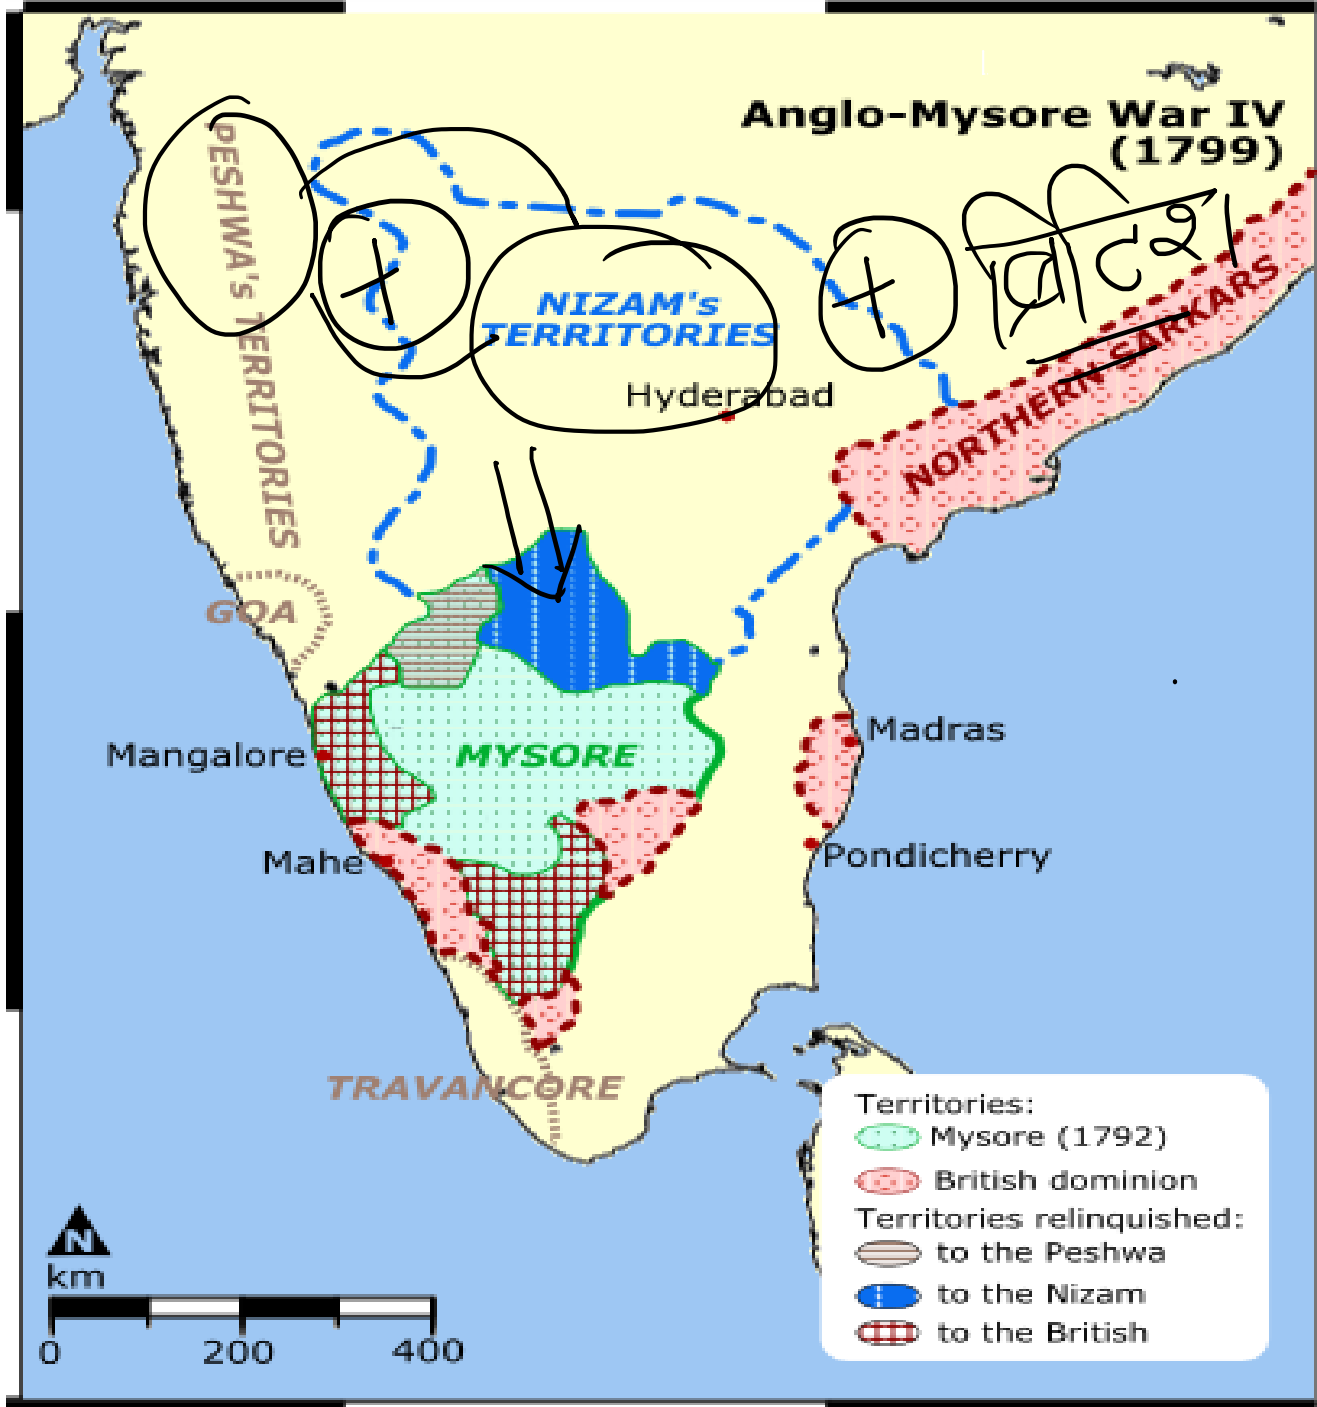 Anglo-Mysore War IV
(1799)
PESHWA's TERRITORIES
NIZAM's
TERRITORIES
Hyderabad
NORTHERN SARKARS
GOA
Mangalore
MYSORE
Madras
Mahe
Pondicherry
TRAVANCORE
Territories:
Mysore (1792)
British dominion
Territories relinquished:
to the Peshwa
to the Nizam
to the British
N
km
0 200 400